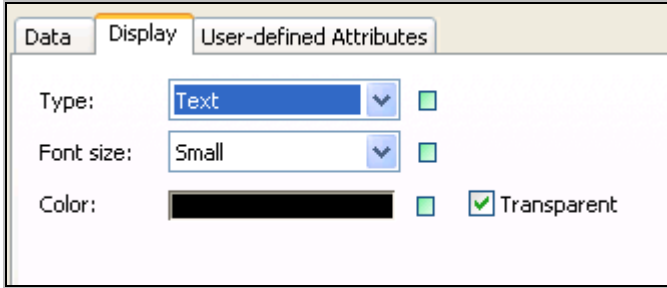 Data Display User-defined Attributes
Type: Text
Font size: Small
Color: Transparent